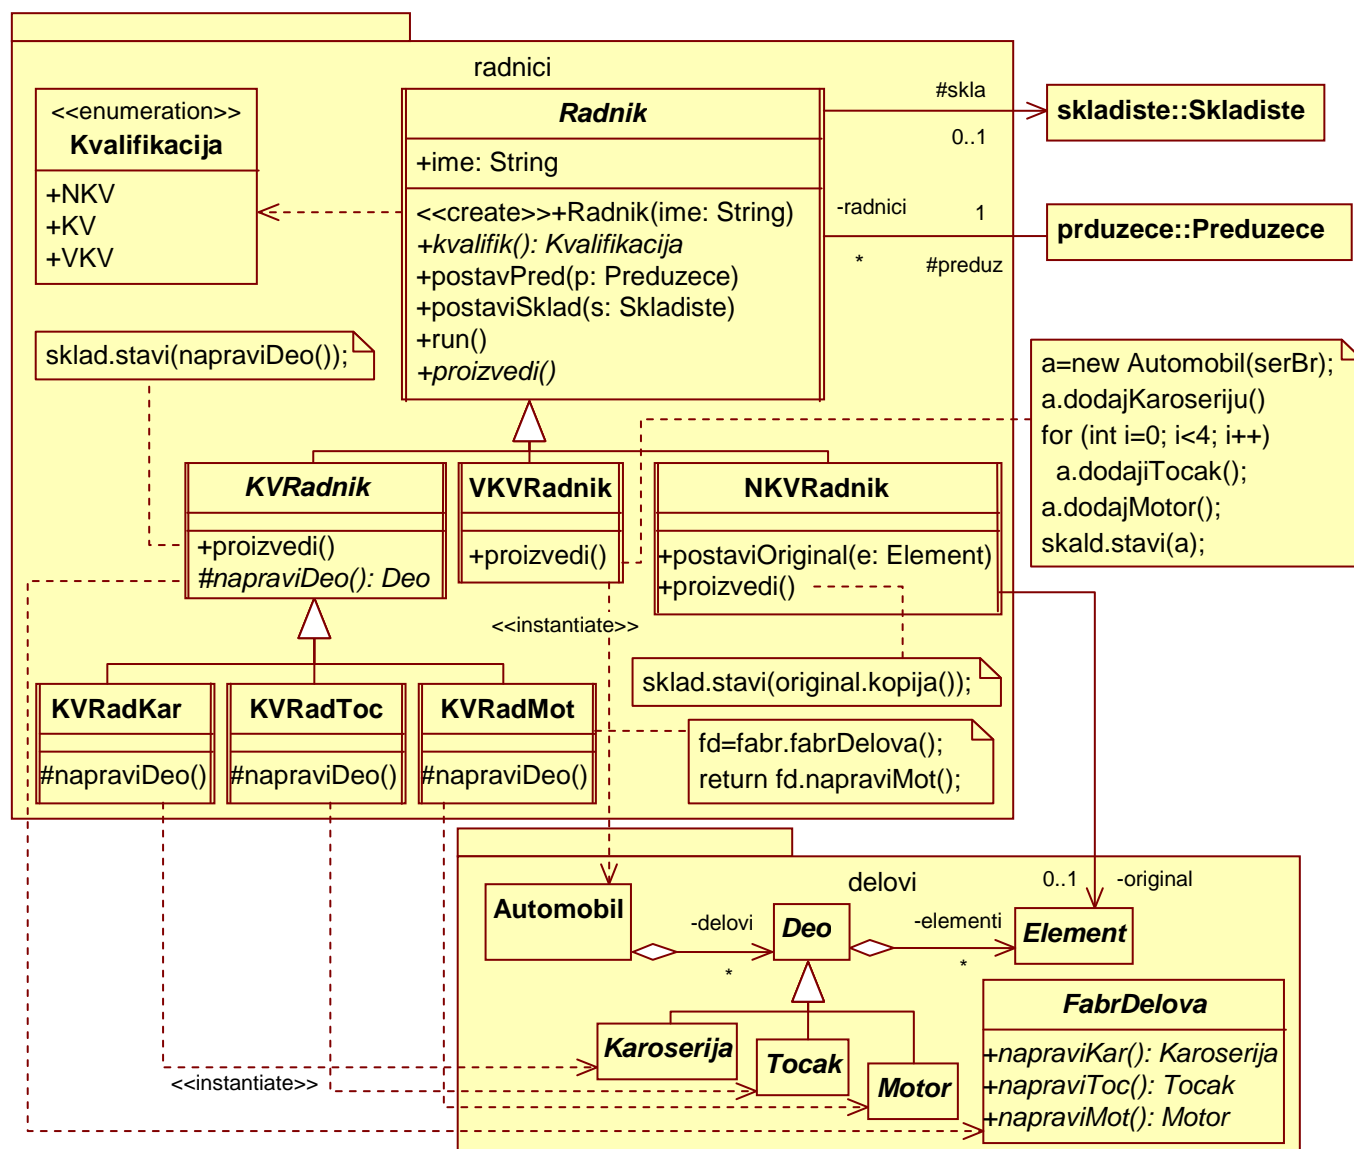 radnici
<<enumeration>>
Kvalifikacija
+NKV
+KV
+VKV
Radnik
+ime: String
<<create>>+Radnik(ime: String)
+kvalifik(): Kvalifikacija
+postavPred(p: Preduzece)
+postaviSklad(s: Skladiste)
+run()
+proizvedi()
#skla
0..1
skladiste::Skladiste
-radnici
1
*
#preduz
prduzece::Preduzece
sklad.stavi(napraviDeo());
a=new Automobil(serBr);
a.dodajKaroseriju()
for (int i=0; i<4; i++)
a.dodajiTocak();
a.dodajMotor();
skald.stavi(a);
KVRadnik
+proizvedi()
#napraviDeo(): Deo
VKVRadnik
+proizvedi()
NKVRadnik
+postaviOriginal(e: Element)
+proizvedi()
<<instantiate>>
sklad.stavi(original.kopija());
KVRadKar
#napraviDeo()
KVRadToc
#napraviDeo()
KVRadMot
#napraviDeo()
fd=fabr.fabrDelova();
return fd.napraviMot();
delovi
0..1
-original
Automobil
-delovi
*
Deo
-elementi
*
Element
Karoserija
Tocak
Motor
<<instantiate>>
FabrDelova
+napraviKar(): Karoserija
+napraviToc(): Tocak
+napraviMot(): Motor